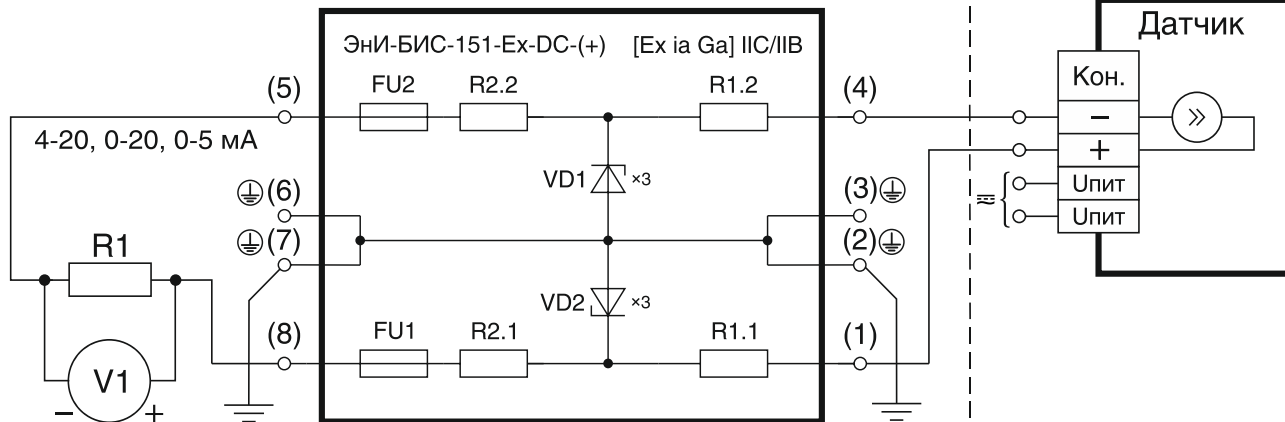 ЭнИ-БИС-151-Ex-DC-(+) [Ex ia Ga] IIC/IIB
Датчик
Кон.
−
+
Uпит
Uпит
(5)
FU2
R2.2
R1.2
(4)
4-20, 0-20, 0-5 мА
VD1
×3
(6)
(3)
(7)
(2)
R1
VD2
×3
(8)
FU1
R2.1
R1.1
(1)
V1
− +